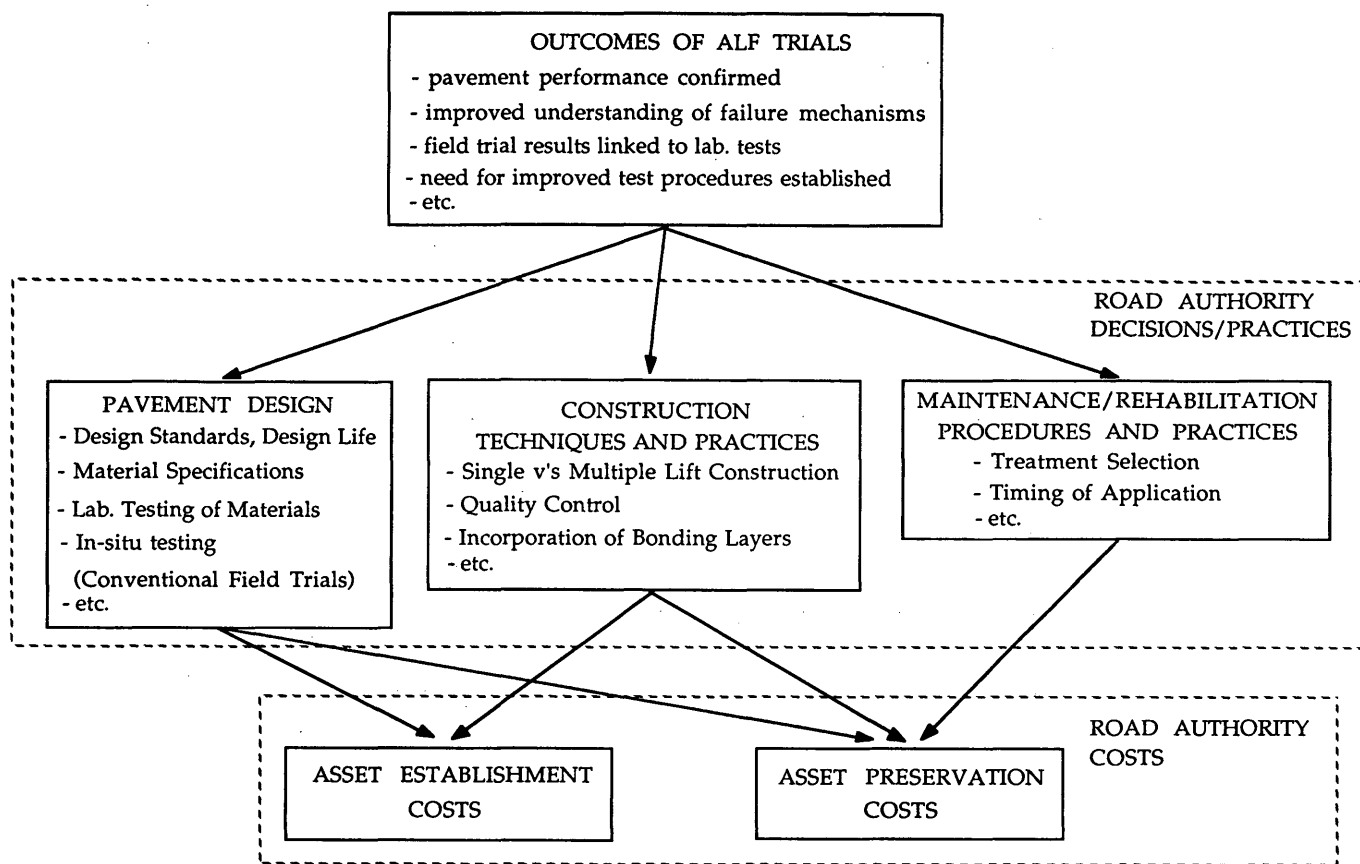 OUTCOMES OF ALF TRIALS
- pavement performance confirmed
- improved understanding of failure mechanisms
- field trial results linked to lab. tests
- need for improved test procedures established
- etc.
ROAD AUTHORITY
DECISIONS/PRACTICES
PAVEMENT DESIGN
- Design Standards, Design Life
- Material Specifications
- Lab. Testing of Materials
- In-situ testing
(Conventional Field Trials)
- etc.
CONSTRUCTION
TECHNIQUES AND PRACTICES
- Single v's Multiple Lift Construction
- Quality Control
- Incorporation of Bonding Layers
- etc.
MAINTENANCE/REHABILITATION
PROCEDURES AND PRACTICES
- Treatment Selection
- Timing of Application
- etc.
ROAD AUTHORITY
COSTS
ASSET ESTABLISHMENT
COSTS
ASSET PRESERVATION
COSTS